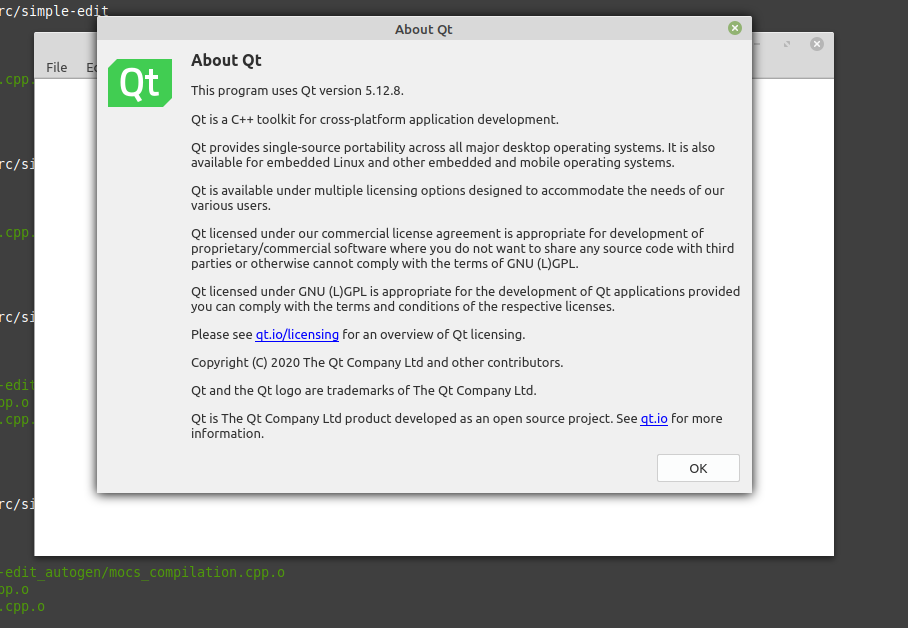 rc/simple-edit
About Qt
File
.cpp.
Qt
About Qt
This program uses Qt version 5.12.8.
Qt is a C++ toolkit for cross-platform application development.
Qt provides single-source portability across all major desktop operating systems. It is also
available for embedded Linux and other embedded and mobile operating systems.
rc/si
Qt is available under multiple licensing options designed to accommodate the needs of our
various users.
.cpp.
Qt licensed under our commercial license agreement is appropriate for development of
proprietary/commercial software where you do not want to share any source code with third
parties or otherwise cannot comply with the terms of GNU (L)GPL.
Qt licensed under GNU (L)GPL is appropriate for the development of Qt applications provided
you can comply with the terms and conditions of the respective licenses.
rc/si
Please see qt.io/licensing for an overview of Qt licensing.
Copyright (C) 2020 The Qt Company Ltd and other contributors.
-edit
Qt and the Qt logo are trademarks of The Qt Company Ltd.
pp.o
.cpp.
Qt is The Qt Company Ltd product developed as an open source project. See qt.io for more
information.
OK
rc/si
-edit_autogen/mocs_compilation.cpp.o
pp.o
.cpp.o